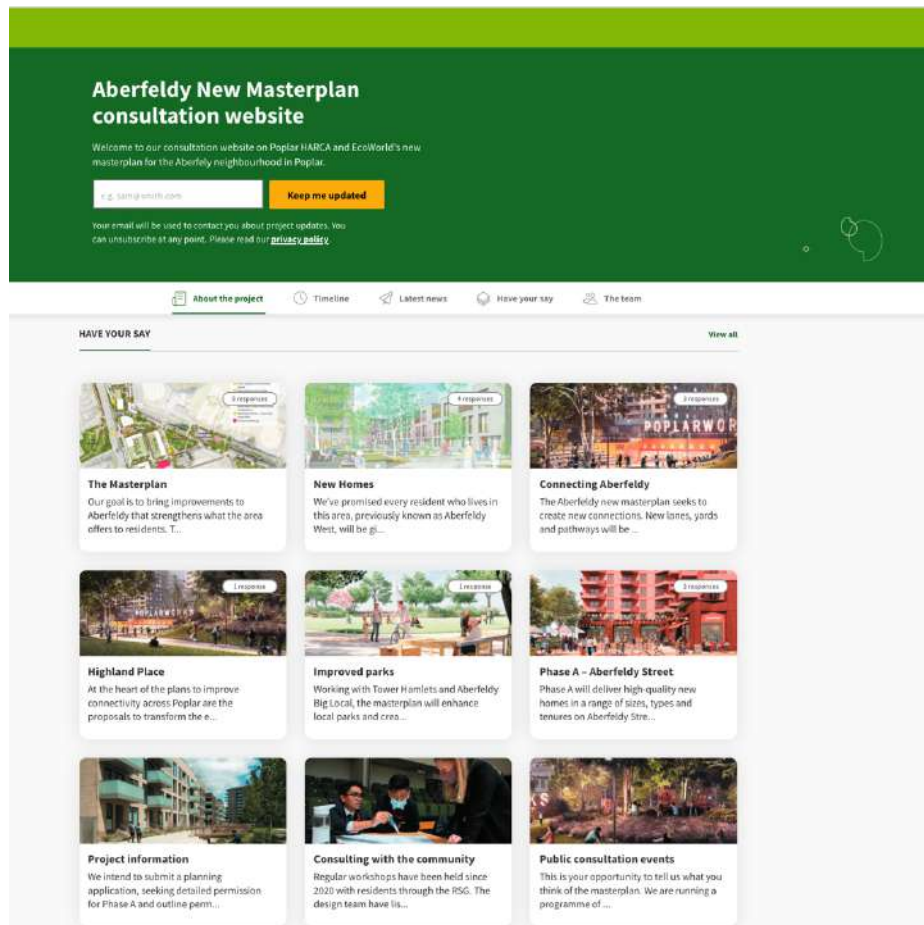 Aberfeldy New Masterplan
consultation website
Welcome to our consultation website on Poplar HARCA and EcoWorld's new
masterplan for the Aberfely neighbourhood in Poplar.
e.g. sam@smith.com
Keep me updated
Your email will be used to contact you about project updates. You
can unsubscribe at any point. Please read our privacy policy.
About the project
Timeline
Latest news
Have your say
The team
HAVE YOUR SAY
View all
responses
4 responses
3 responses
POPLARWOR
The Masterplan
Our goal is to bring improvements to
Aberfeldy that strengthens what the area
offers to residents. T...
New Homes
We've promised every resident who lives in
this area, previously known as Aberfeldy
West, will be gi...
Connecting Aberfeldy
The Aberfeldy new masterplan seeks to
create new connections. New lanes, yards
and pathways will be ...
1 response
1 response
3 responses
POPLARWOR
Highland Place
At the heart of the plans to improve
connectivity across Poplar are the
proposals to transform the e...
Improved parks
Working with Tower Hamlets and Aberfeldy
Big Local, the masterplan will enhance
local parks and crea...
Phase A – Aberfeldy Street
Phase A will deliver high-quality new
homes in a range of sizes, types and
tenures on Aberfeldy Stre...
KS
Project information
We intend to submit a planning
application, seeking detailed permission
for Phase A and outline perm...
Consulting with the community
Regular workshops have been held since
2020 with residents through the RSG. The
design team have lis...
Public consultation events
This is your opportunity to tell us what you
think of the masterplan. We are running a
programme of ...